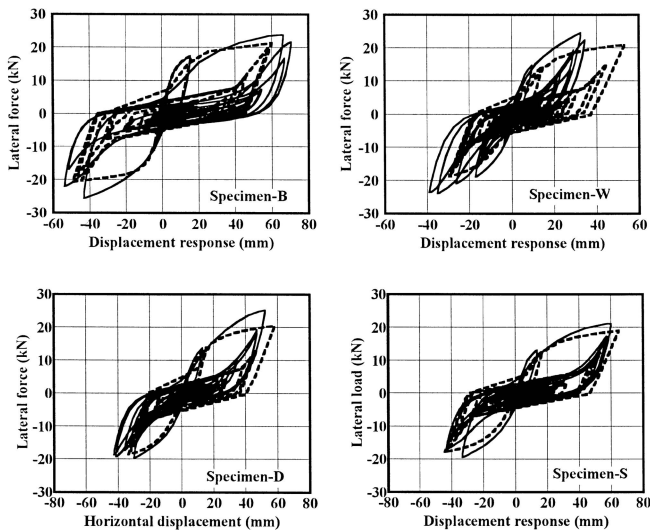 30
20
10
0
-10
-20
-30
Lateral force (kN)
Specimen-B
-60 -40 -20 0 20 40 60 80
Displacement response (mm)
30
20
10
0
-10
-20
-30
Lateral force (kN)
Specimen-W
-60 -40 -20 0 20 40 60 80
Displacement response (mm)
30
20
10
0
-10
-20
-30
Lateral force (kN)
Specimen-D
-80 -60 -40 -20 0 20 40 60 80
Horizontal displacement (mm)
30
20
10
0
-10
-20
-30
Lateral load (kN)
Specimen-S
-80 -60 -40 -20 0 20 40 60 80
Displacement response (mm)